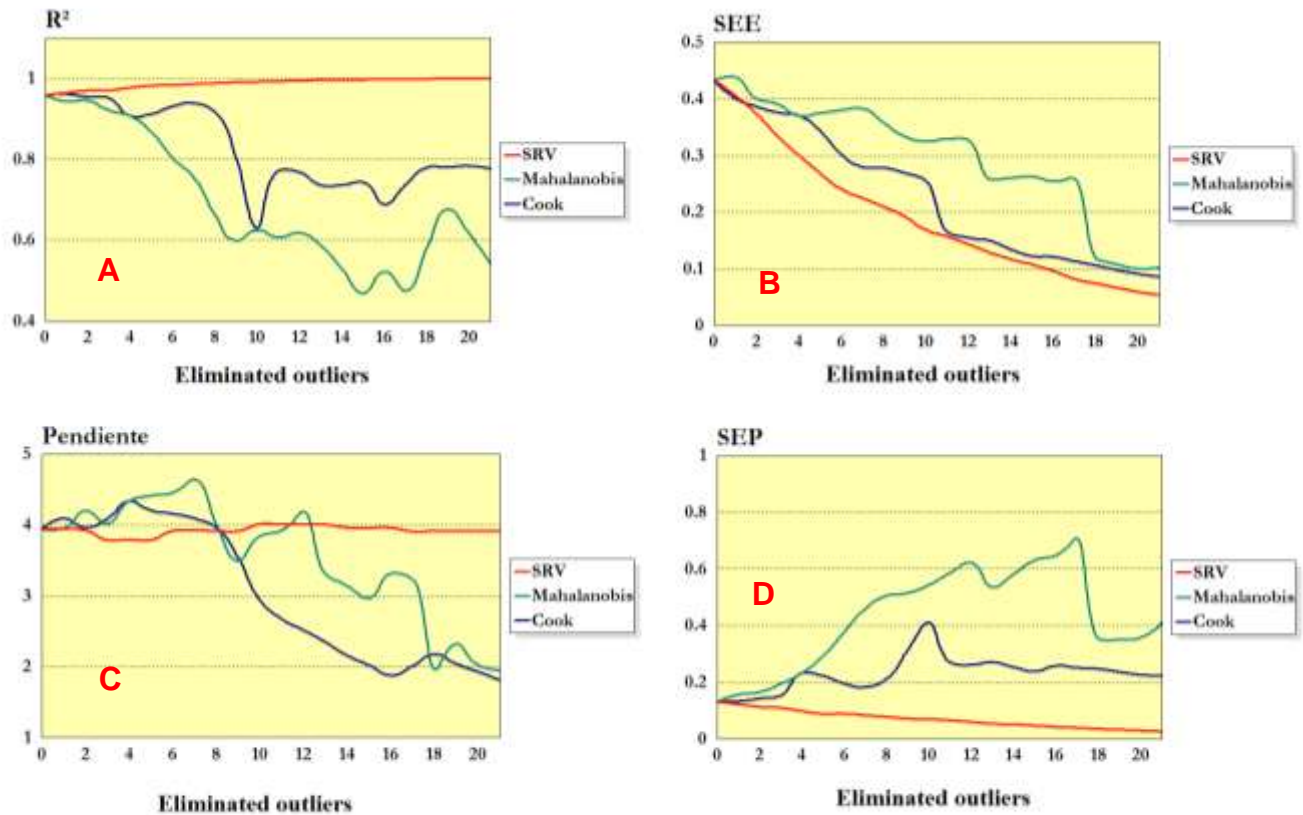 R²
1
0.8
0.6
0.4
0 2 4 6 8 10 12 14 16 18 20
Eliminated outliers
A
SRV
Mahalanobis
Cook
SEE
0.5
0.4
0.3
0.2
0.1
0
0 2 4 6 8 10 12 14 16 18 20
Eliminated outliers
B
SRV
Mahalanobis
Cook
Pendiente
5
4
3
2
1
0 2 4 6 8 10 12 14 16 18 20
Eliminated outliers
C
SRV
Mahalanobis
Cook
SEP
1
0.8
0.6
0.4
0.2
0
0 2 4 6 8 10 12 14 16 18 20
Eliminated outliers
D
SRV
Mahalanobis
Cook